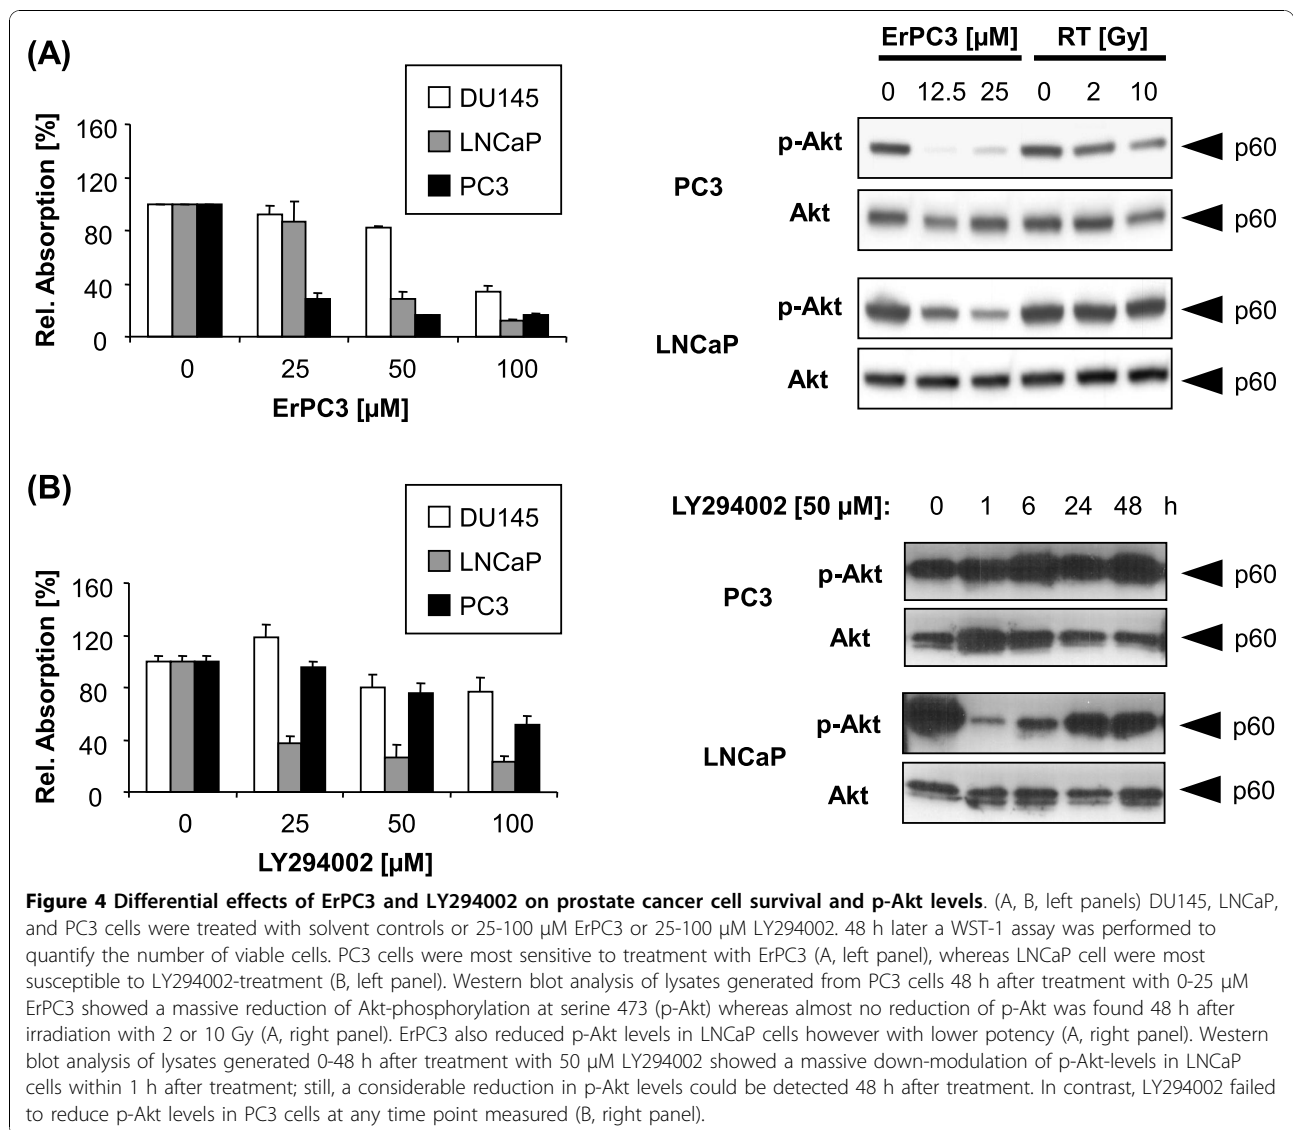 (A)
DU145
LNCaP
PC3
Rel. Absorption [%]
160
120
80
40
0
0 25 50 100
ErPC3 [µM]
ErPC3 [µM] RT [Gy]
0 12.5 25 0 2 10
PC3
p-Akt p60
Akt p60
LNCaP
p-Akt p60
Akt p60
(B)
DU145
LNCaP
PC3
Rel. Absorption [%]
160
120
80
40
0
0 25 50 100
LY294002 [µM]
LY294002 [50 µM]: 0 1 6 24 48 h
PC3
p-Akt p60
Akt p60
LNCaP
p-Akt p60
Akt p60
Figure 4 Differential effects of ErPC3 and LY294002 on prostate cancer cell survival and p-Akt levels. (A, B, left panels) DU145, LNCaP,
and PC3 cells were treated with solvent controls or 25-100 µM ErPC3 or 25-100 µM LY294002. 48 h later a WST-1 assay was performed to
quantify the number of viable cells. PC3 cells were most sensitive to treatment with ErPC3 (A, left panel), whereas LNCaP cell were most
susceptible to LY294002-treatment (B, left panel). Western blot analysis of lysates generated from PC3 cells 48 h after treatment with 0-25 µM
ErPC3 showed a massive reduction of Akt-phosphorylation at serine 473 (p-Akt) whereas almost no reduction of p-Akt was found 48 h after
irradiation with 2 or 10 Gy (A, right panel). ErPC3 also reduced p-Akt levels in LNCaP cells however with lower potency (A, right panel). Western
blot analysis of lysates generated 0-48 h after treatment with 50 µM LY294002 showed a massive down-modulation of p-Akt-levels in LNCaP
cells within 1 h after treatment; still, a considerable reduction in p-Akt levels could be detected 48 h after treatment. In contrast, LY294002 failed
to reduce p-Akt levels in PC3 cells at any time point measured (B, right panel).